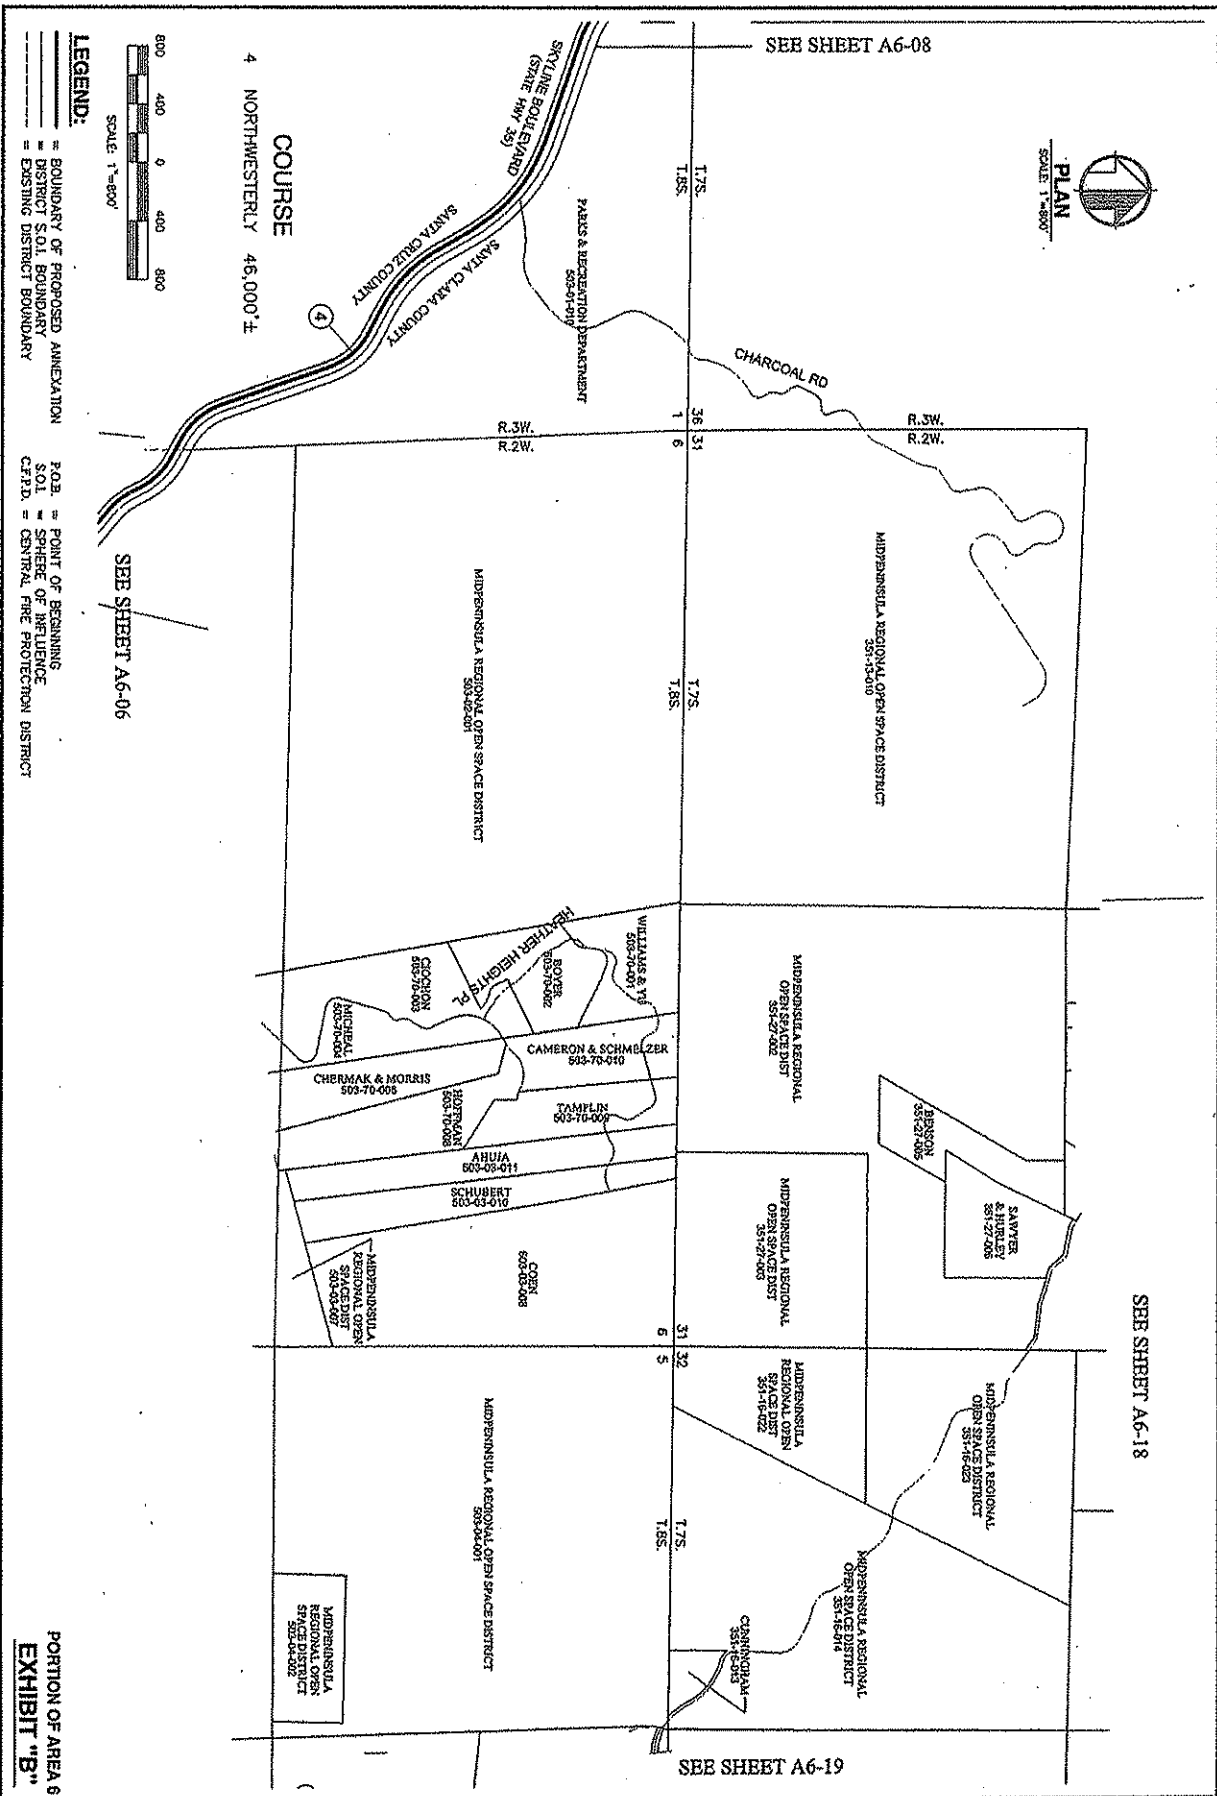 SEE SHEET A6-08
PLAN
SCALE: 1"=800'
SKYLINE BOULEVARD
(STATE HWY 35)
T.7S.
T.8S.
PARKS & RECREATION DEPARTMENT
503-01-010
CHARCOAL RD
COURSE
4 NORTHWESTERLY 46,000'±
SANTA CRUZ COUNTY
SANTA CLARA COUNTY
4
36 31
1 6
R.3W.
R.2W.
R.3W.
R.2W.
800 400 0 400 800
SCALE: 1"=800'
LEGEND:
= BOUNDARY OF PROPOSED ANNEXATION
= DISTRICT S.O.I. BOUNDARY
= EXISTING DISTRICT BOUNDARY
P.O.B. = POINT OF BEGINNING
S.O.I. = SPHERE OF INFLUENCE
C.F.P.D. = CENTRAL FIRE PROTECTION DISTRICT
SEE SHEET A6-06
MIDPENINSULA REGIONAL OPEN SPACE DISTRICT
503-02-001
T.7S.
T.8S.
MIDPENINSULA REGIONAL OPEN SPACE DISTRICT
351-13-010
HEATHER HEIGHTS PL
WILLIAMS & YU
503-70-001
BOYER
503-70-002
CIOCHON
503-70-003
MICHEAL
503-70-004
CAMERON & SCHMELZER
503-70-010
CHERMAK & MORRIS
503-70-006
HOFFMAN
503-70-008
TAMPLIN
503-70-009
AHUJA
503-03-011
SCHUBERT
503-03-010
MIDPENINSULA
REGIONAL OPEN
SPACE DIST
503-03-007
COEN
503-03-008
MIDPENINSULA REGIONAL
OPEN SPACE DIST
351-27-002
BENSON
351-27-005
SAWYER
& HURLEY
351-27-006
MIDPENINSULA REGIONAL
OPEN SPACE DIST
351-27-003
SEE SHEET A6-18
31 32
6 5
MIDPENINSULA
REGIONAL OPEN
SPACE DIST
351-16-022
MIDPENINSULA REGIONAL
OPEN SPACE DISTRICT
351-16-023
MIDPENINSULA REGIONAL OPEN SPACE DISTRICT
503-04-001
T.7S.
T.8S.
MIDPENINSULA REGIONAL
OPEN SPACE DISTRICT
351-16-014
CUNNINGHAM
351-16-013
MIDPENINSULA
REGIONAL OPEN
SPACE DISTRICT
503-04-002
SEE SHEET A6-19
PORTION OF AREA 6
EXHIBIT "B"